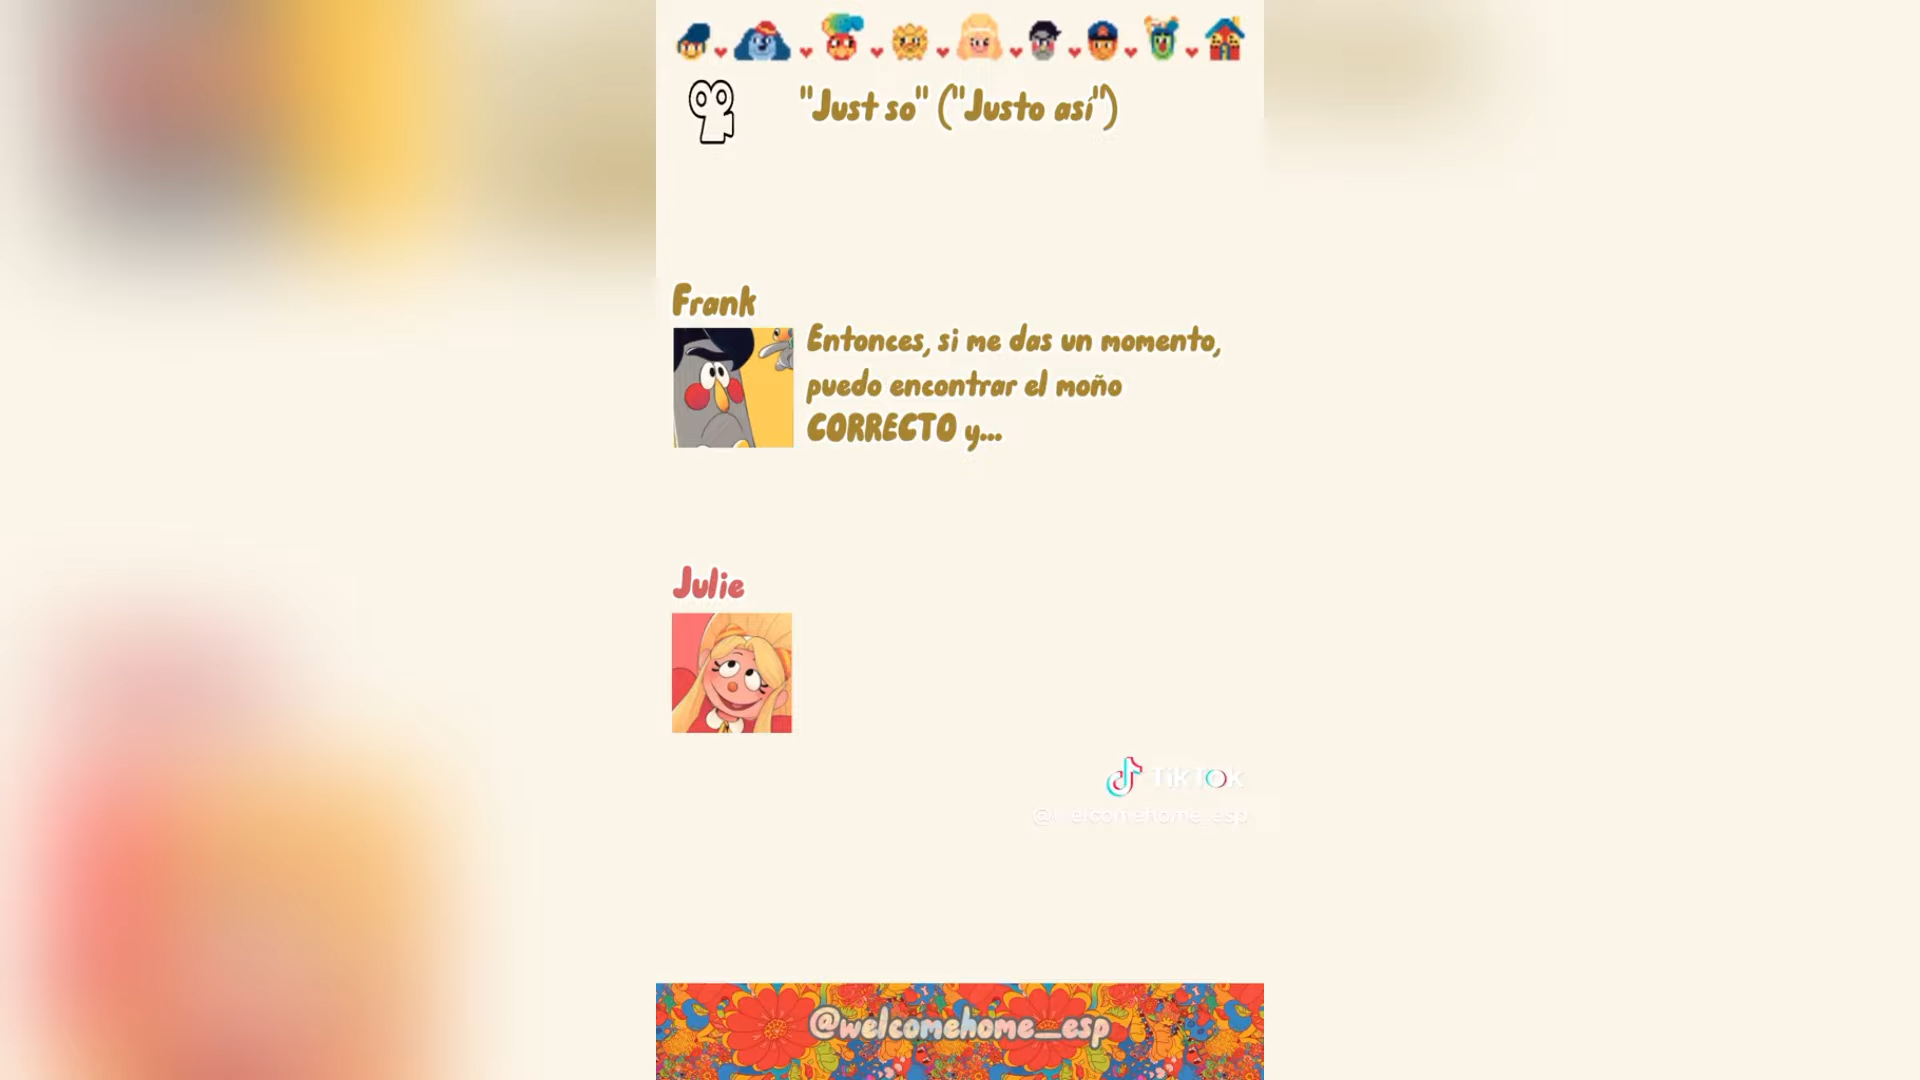 "Just so" ("Justo así")
Frank
Entonces, si me das un momento,
puedo encontrar el moño
CORRECTO y...
Julie
TikTok
@welcomehome_esp
@welcomehome_esp